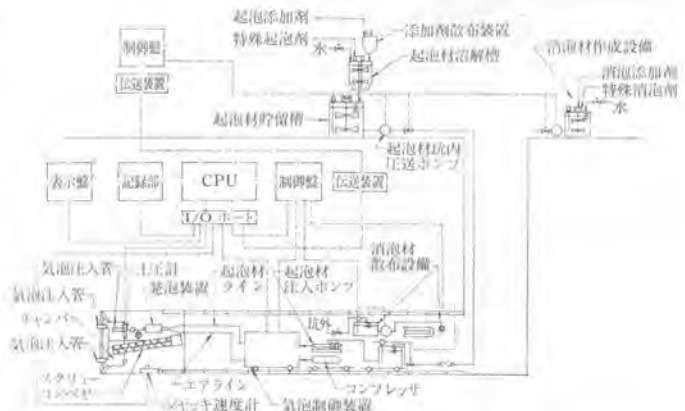 起泡添加剤
特殊起泡剤
水
添加剤散布装置
起泡材溶解槽
制御盤
伝送装置
消泡材作成設備
消泡添加剤
特殊消泡剤
水
起泡材貯留槽
起泡材坑内
圧送ポンプ
表示盤
記録部
CPU
制御盤
伝送装置
I/O ポート
気泡注入管
土圧計
発泡装置
起泡材
ライン
起泡材
注入ポンプ
消泡材
散布設備
気泡注入管
チャンバー
気泡注入管
坑外
スクリュー
コンベヤ
エアライン
ジャッキ速度計
気泡制御装置
コンプレッサ